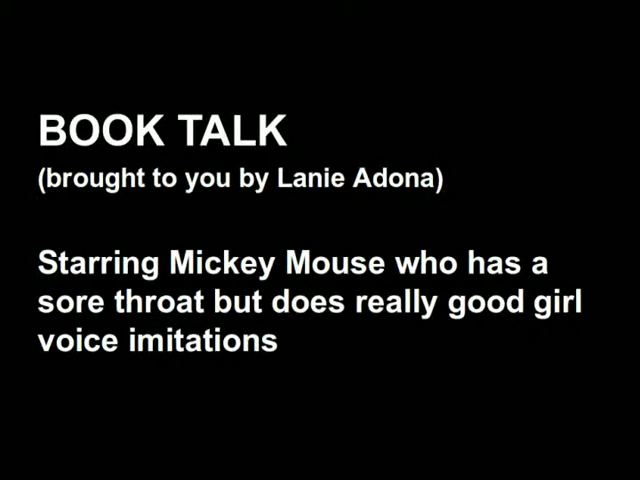 BOOK TALK
(brought to you by Lanie Adona)
Starring Mickey Mouse who has a
sore throat but does really good girl
voice imitations